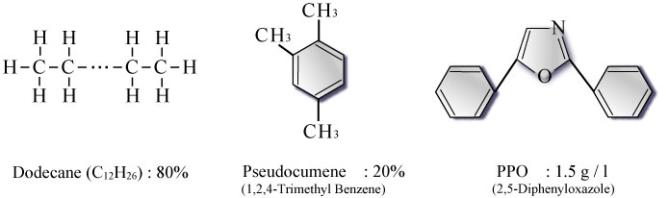 CH₃
CH₃
H H H H
H–C–C⋯–C–C–H
H H H H
CH₃
N
O
Dodecane (C₁₂H₂₆) : 80%
Pseudocumene : 20%
(1,2,4-Trimethyl Benzene)
PPO : 1.5 g / l
(2,5-Diphenyloxazole)